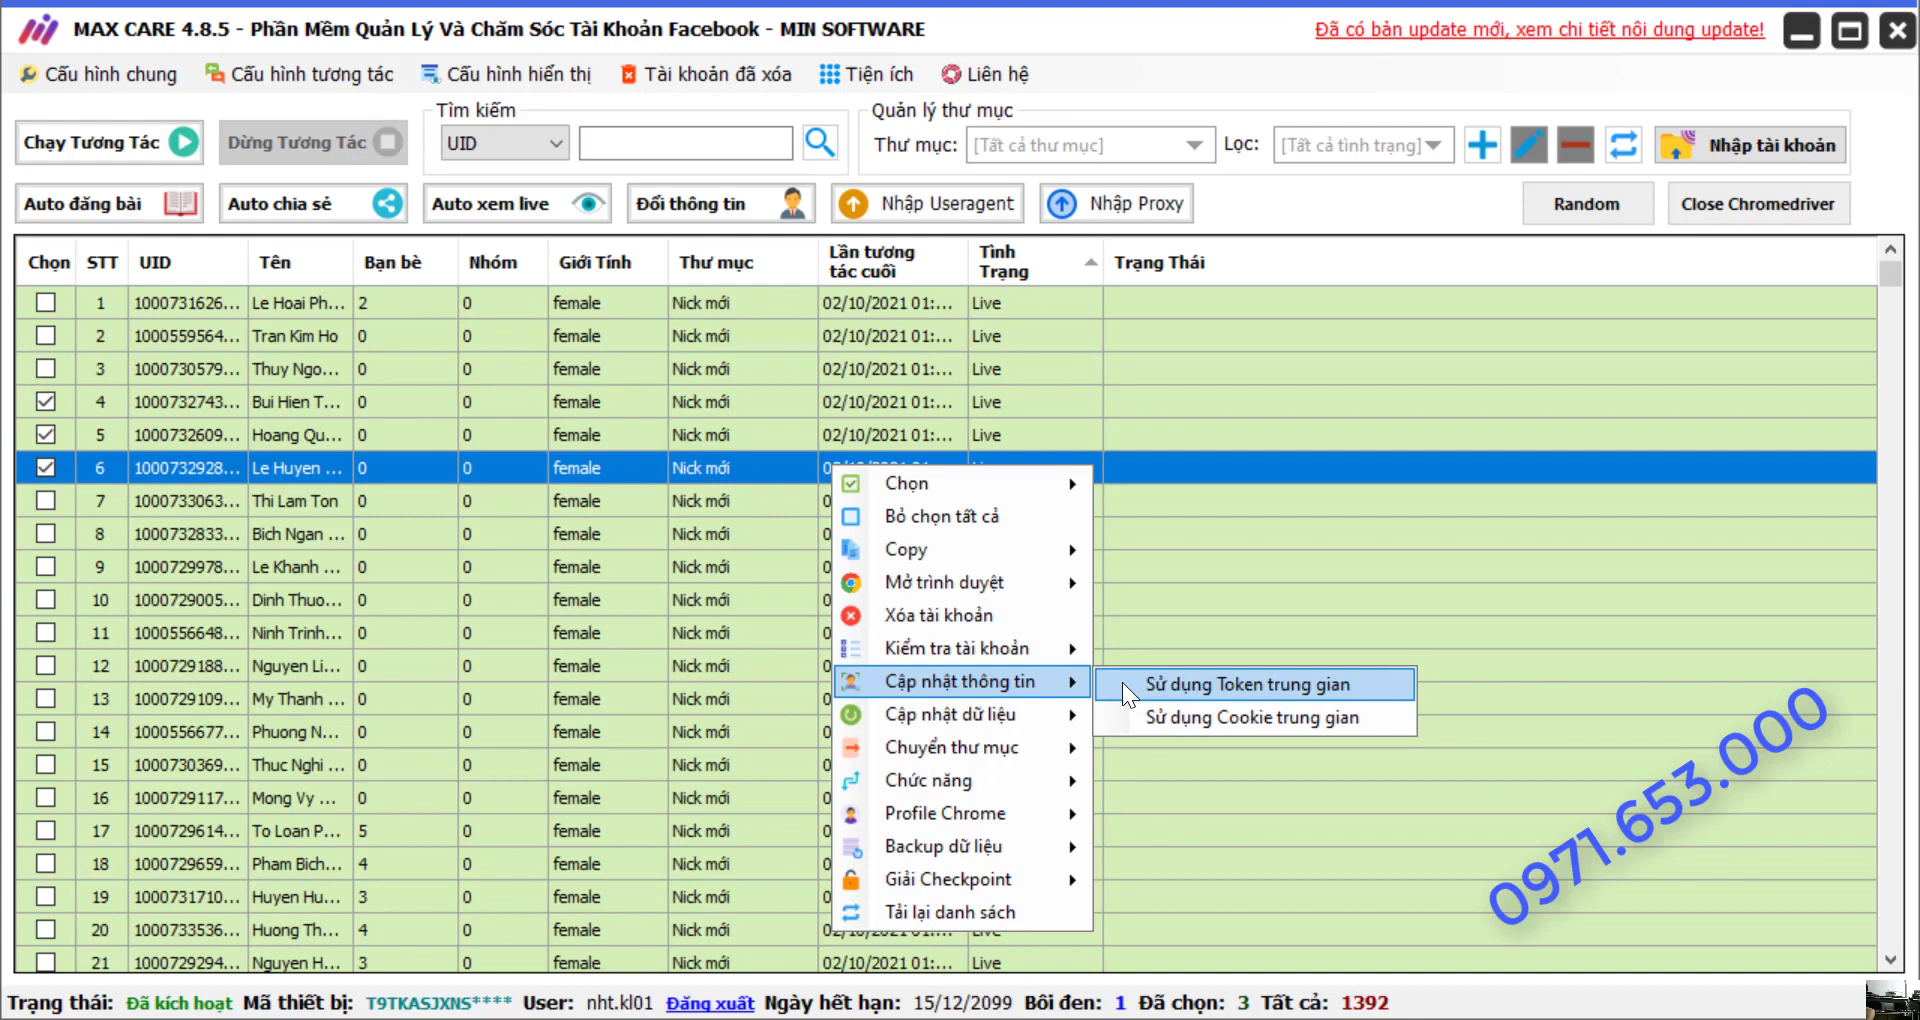 MAX CARE 4.8.5 - Phần Mềm Quản Lý Và Chăm Sóc Tài Khoản Facebook - MIN SOFTWARE
Đã có bản update mới, xem chi tiết nôi dung update!
Cấu hình chung Cấu hình tương tác Cấu hình hiển thị Tài khoản đã xóa Tiện ích Liên hệ
Tìm kiếm
Quản lý thư mục
Chạy Tương Tác Dừng Tương Tác UID Thư mục: [Tất cả thư mục] Lọc: [Tất cả tình trạng] Nhập tài khoản
Auto đăng bài Auto chia sẻ Auto xem live Đổi thông tin Nhập Useragent Nhập Proxy Random Close Chromedriver
Chọn STT UID Tên Bạn bè Nhóm Giới Tính Thư mục Lần tương tác cuối Tình Trạng Trạng Thái
1 1000731626... Le Hoai Ph... 2 0 female Nick mới 02/10/2021 01:... Live
2 1000559564... Tran Kim Ho 0 0 female Nick mới 02/10/2021 01:... Live
3 1000730579... Thuy Ngo... 0 0 female Nick mới 02/10/2021 01:... Live
4 1000732743... Bui Hien T... 0 0 female Nick mới 02/10/2021 01:... Live
5 1000732609... Hoang Qu... 0 0 female Nick mới 02/10/2021 01:... Live
6 1000732928... Le Huyen ... 0 0 female Nick mới
7 1000733063... Thi Lam Ton 0 0 female Nick mới 0
8 1000732833... Bich Ngan ... 0 0 female Nick mới 0
9 1000729978... Le Khanh ... 0 0 female Nick mới 0
10 1000729005... Dinh Thuo... 0 0 female Nick mới 0
11 1000556648... Ninh Trinh... 0 0 female Nick mới 0
12 1000729188... Nguyen Li... 0 0 female Nick mới 0
13 1000729109... My Thanh ... 0 0 female Nick mới 0
14 1000556677... Phuong N... 0 0 female Nick mới 0
15 1000730369... Thuc Nghi ... 0 0 female Nick mới 0
16 1000729117... Mong Vy ... 0 0 female Nick mới 0
17 1000729614... To Loan P... 5 0 female Nick mới 0
18 1000729659... Pham Bich... 4 0 female Nick mới 0
19 1000731710... Huyen Hu... 3 0 female Nick mới 0
20 1000733536... Huong Th... 4 0 female Nick mới
21 1000729294... Nguyen H... 3 0 female Nick mới 02/10/2021 01:... Live
Chọn
Bỏ chọn tất cả
Copy
Mở trình duyệt
Xóa tài khoản
Kiểm tra tài khoản
Cập nhật thông tin
Cập nhật dữ liệu
Chuyển thư mục
Chức năng
Profile Chrome
Backup dữ liệu
Giải Checkpoint
Tải lại danh sách
Sử dụng Token trung gian
Sử dụng Cookie trung gian
0971.653.000
Trạng thái: Đã kích hoạt Mã thiết bị: T9TKASJXNS**** User: nht.kl01 Đăng xuất Ngày hết hạn: 15/12/2099 Bôi đen: 1 Đã chọn: 3 Tất cả: 1392